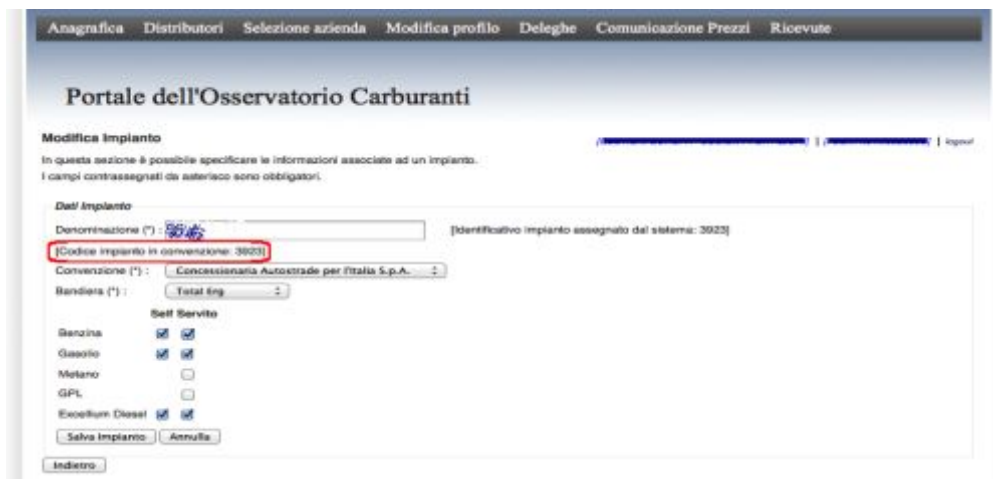 Anagrafica Distributori Selezione azienda Modifica profilo Deleghe Comunicazione Prezzi Ricevute
Portale dell'Osservatorio Carburanti
Modifica Impianto
| | logout
In questa sezione è possibile specificare le informazioni associate ad un impianto.
I campi contrassegnati da asterisco sono obbligatori.
Dati Impianto
Denominazione (*) : [Identificativo impianto assegnato dal sistema: 3923]
[Codice impianto in convenzione: 3923]
Convenzione (*) : Concessionaria Autostrade per l'Italia S.p.A.
Bandiera (*) : Total Erg
Self Servito
Benzina
Gasolio
Metano
GPL
Excellium Diesel
Salva Impianto Annulla
Indietro